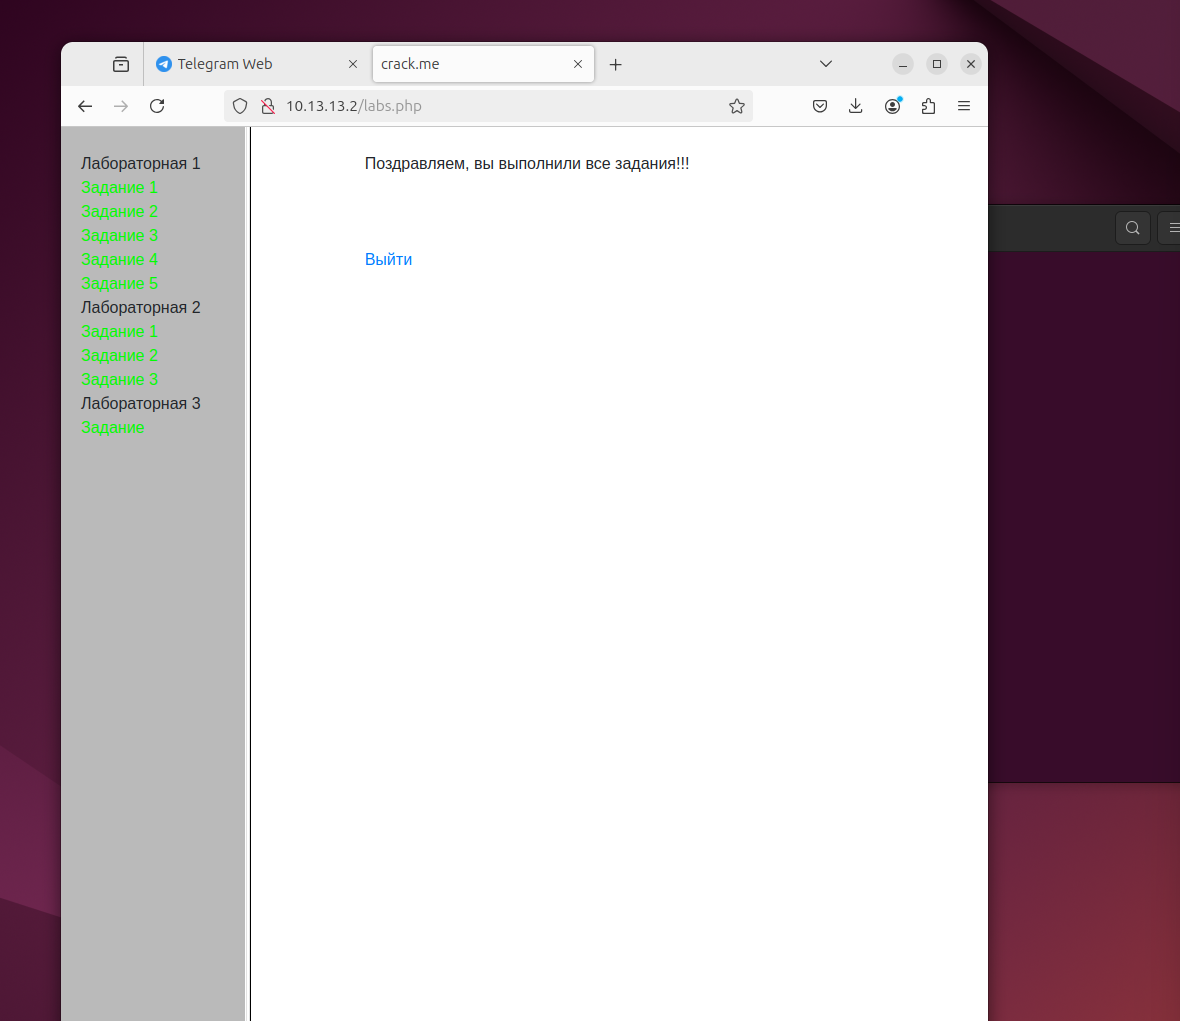 Telegram Web
crack.me
10.13.13.2/labs.php
Лабораторная 1
Задание 1
Задание 2
Задание 3
Задание 4
Задание 5
Лабораторная 2
Задание 1
Задание 2
Задание 3
Лабораторная 3
Задание
Поздравляем, вы выполнили все задания!!!
Выйти